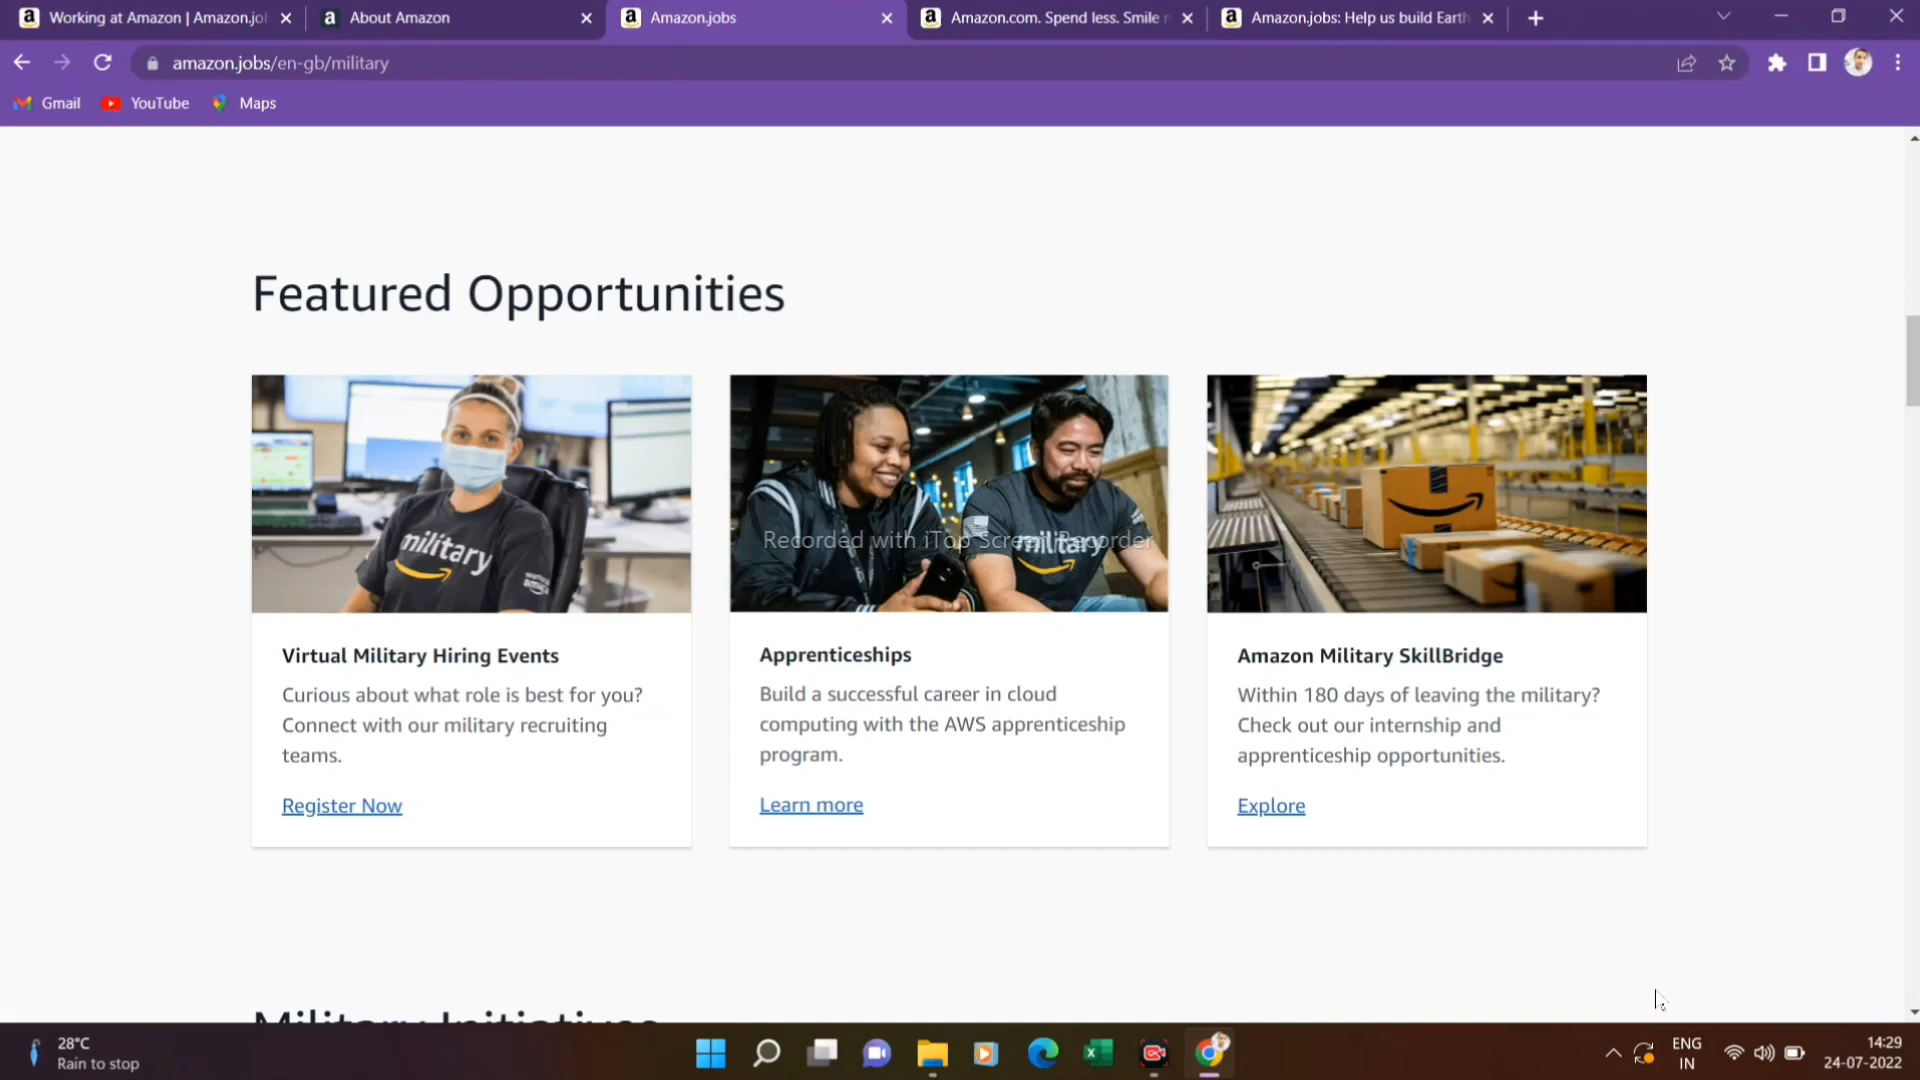 Working at Amazon | Amazon.jo
About Amazon
Amazon.jobs
Amazon.com. Spend less. Smile
Amazon.jobs: Help us build Earth
amazon.jobs/en-gb/military
Gmail
YouTube
Maps
Featured Opportunities
military
military
Recorded with iTop Screen Recorder
Virtual Military Hiring Events
Curious about what role is best for you?
Connect with our military recruiting
teams.
Register Now
Apprenticeships
Build a successful career in cloud
computing with the AWS apprenticeship
program.
Learn more
Amazon Military SkillBridge
Within 180 days of leaving the military?
Check out our internship and
apprenticeship opportunities.
Explore
Military Initiatives
28°C
Rain to stop
ENG
IN
14:29
24-07-2022